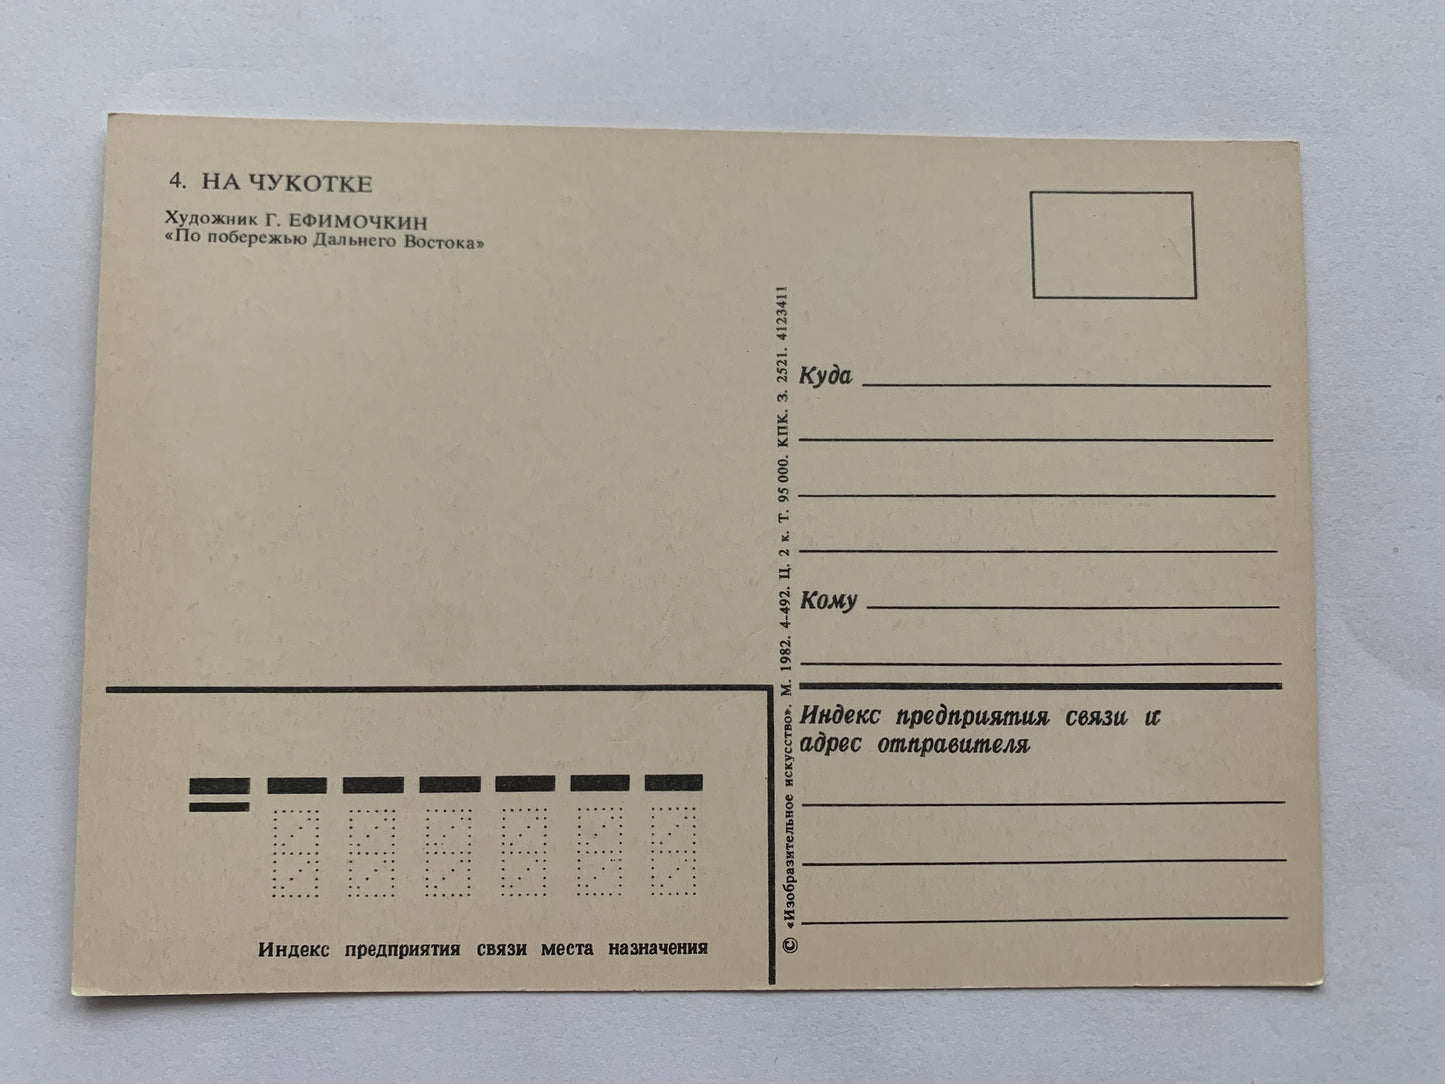 4. НА ЧУКОТКЕ
Художник Г. ЕФИМОЧКИН
«По побережью Дальнего Востока»
Индекс предприятия связи места назначения
© «Изобразительное искусство». М. 1982. 4-492. Ц. 2 к. Т. 95 000. КПК. З. 2521. 4123411
Куда
Кому
Индекс предприятия связи и
адрес отправителя